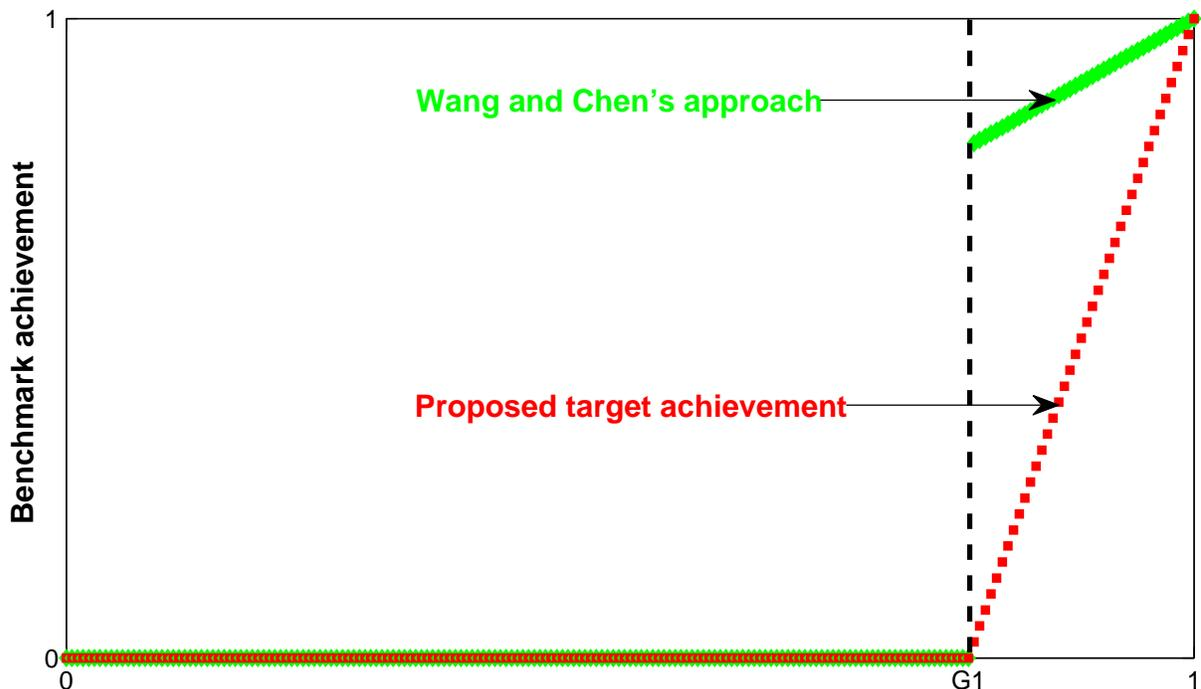 1
Wang and Chen's approach
Benchmark achievement
Proposed target achievement
0
0
G1
1